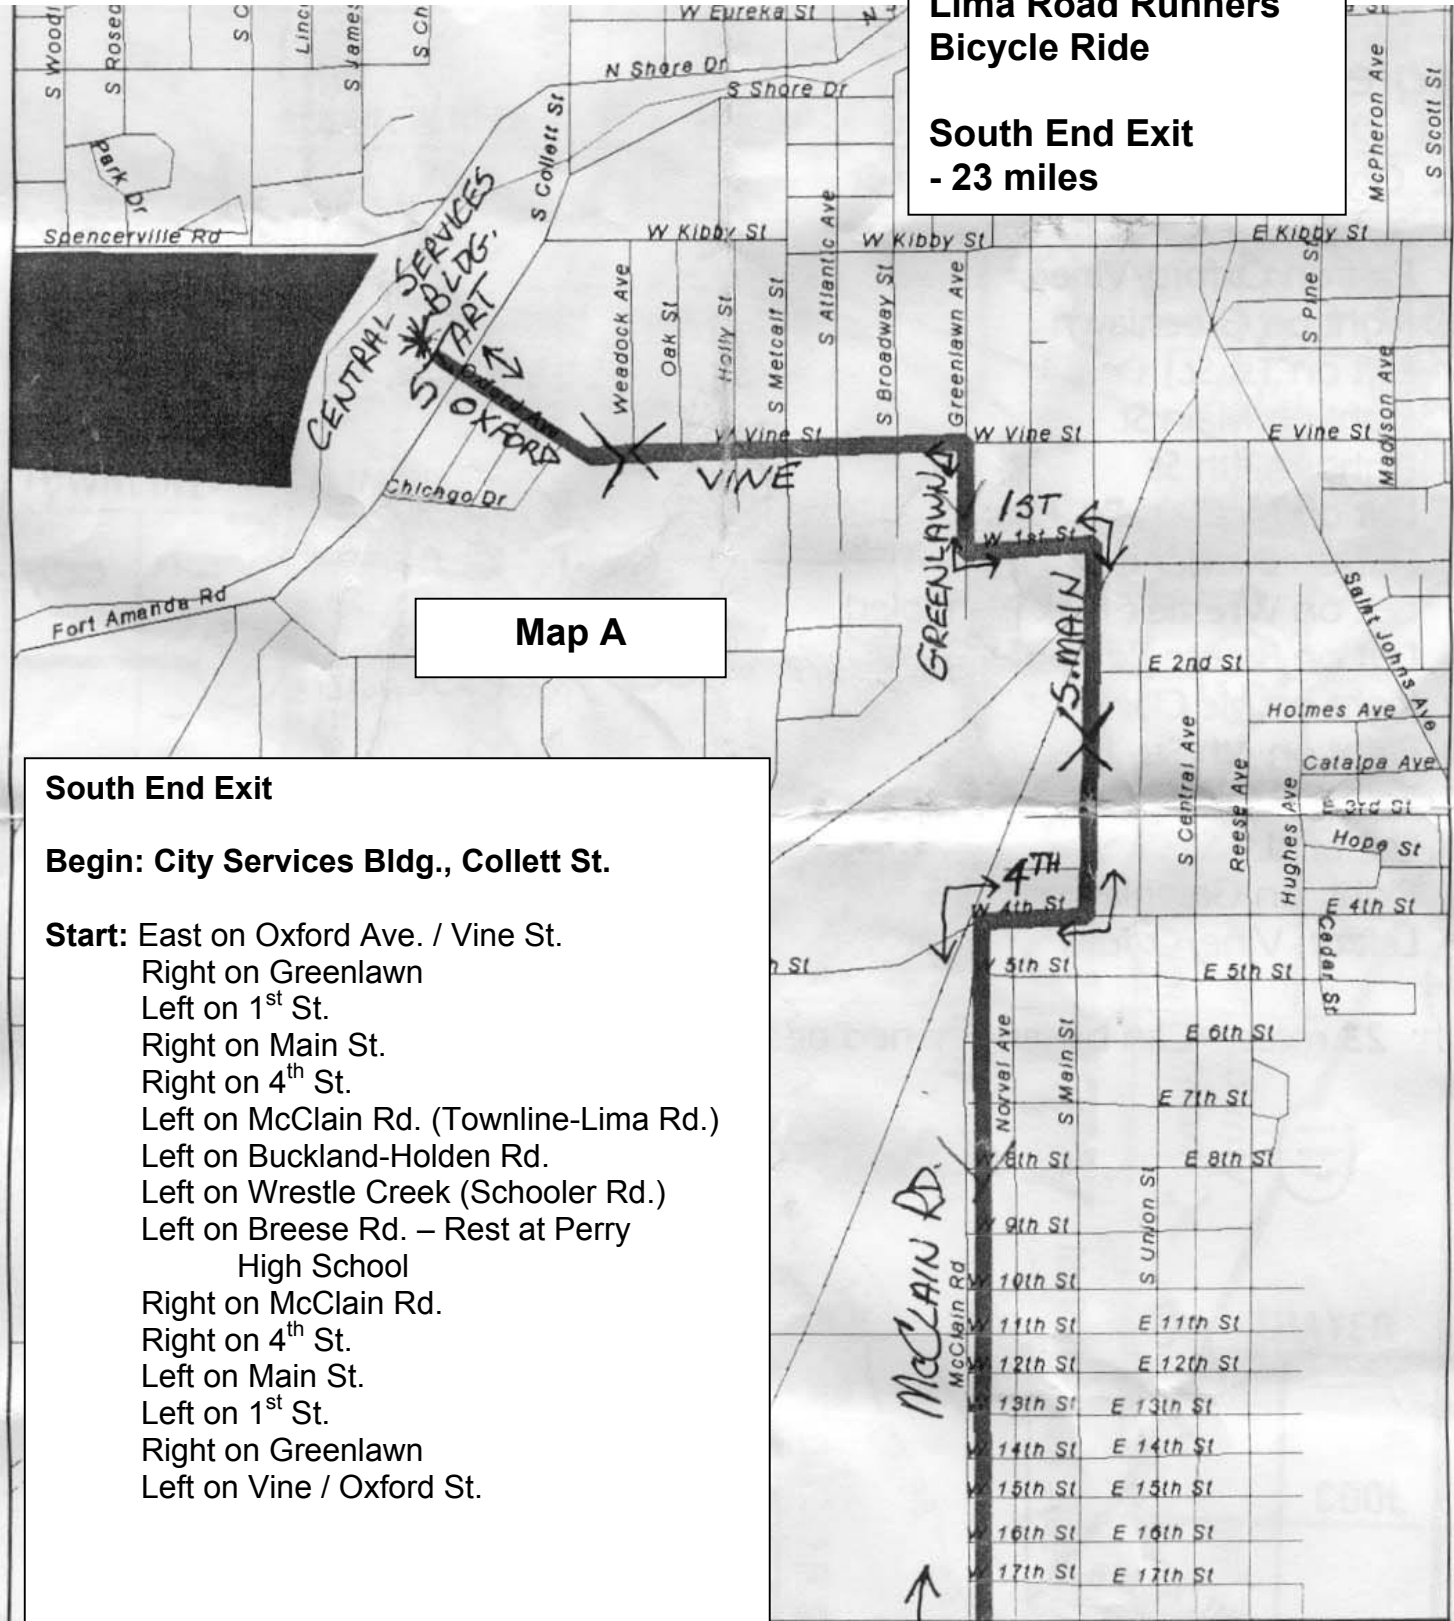 Lima Road Runners
Bicycle Ride
South End Exit
- 23 miles
W Eureka St
S Woodl
S Rosed
S C
Linc
S James
S Ch
N Shore Dr
S Shore Dr
S Collett St
McPheron Ave
S Scott St
Park Dr
Spencerville Rd
W Kibby St
W Kibby St
E Kibby St
CENTRAL SERVICES
BLDG.
START
Weadock Ave
Oak St
Holly St
S Metcalf St
S Atlantic Ave
S Broadway St
Greenlawn Ave
S Pine St
Madison Ave
Oxford Ave
OXFORD
W Vine St
W Vine St
E Vine St
VINE
Chicago Dr
GREENLAWN
1ST
W 1st St
Fort Amanda Rd
Map A
S. MAIN
Saint Johns Ave
E 2nd St
Holmes Ave
Catalpa Ave
S Central Ave
Reese Ave
Hughes Ave
E 3rd St
Hope St
4TH
W 4th St
E 4th St
Cedar St
h St
W 5th St
E 5th St
E 6th St
Norval Ave
S Main St
E 7th St
W 8th St
E 8th St
McCLAIN RD.
McClain Rd
W 9th St
S Union St
W 10th St
W 11th St
E 11th St
W 12th St
E 12th St
W 13th St
E 13th St
W 14th St
E 14th St
W 15th St
E 15th St
W 16th St
E 16th St
W 17th St
E 17th St
South End Exit
Begin: City Services Bldg., Collett St.
Start: East on Oxford Ave. / Vine St.
Right on Greenlawn
Left on 1st St.
Right on Main St.
Right on 4th St.
Left on McClain Rd. (Townline-Lima Rd.)
Left on Buckland-Holden Rd.
Left on Wrestle Creek (Schooler Rd.)
Left on Breese Rd. – Rest at Perry
High School
Right on McClain Rd.
Right on 4th St.
Left on Main St.
Left on 1st St.
Right on Greenlawn
Left on Vine / Oxford St.